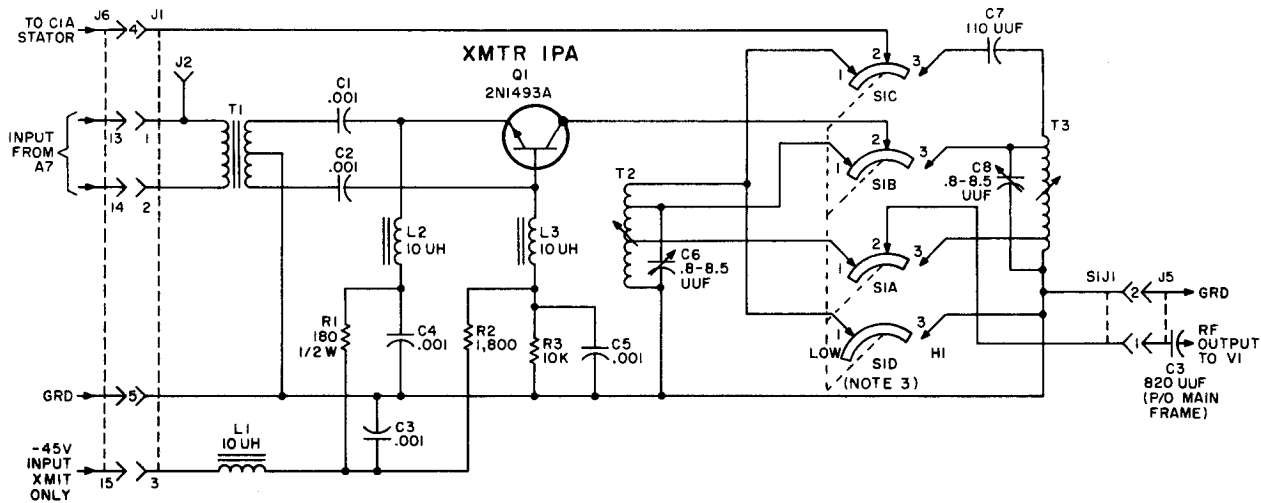 TO C1A
STATOR
J6
4
J1
J2
INPUT
FROM
A7
13
1
14
2
T1
C1
.001
C2
.001
XMTR IPA
Q1
2N1493A
L2
10 UH
L3
10 UH
R1
180
1/2 W
C4
.001
R2
1,800
R3
10K
C5
.001
GRD
5
C3
.001
-45V
INPUT
XMIT
ONLY
15
3
L1
10 UH
T2
C6
.8-8.5
UUF
1
2
3
S1C
C7
110 UUF
1
2
3
S1B
C8
.8-8.5
UUF
T3
1
2
3
S1A
LOW
1
3
HI
S1D
(NOTE 3)
S1J1
2
J5
GRD
1
RF
OUTPUT
TO V1
C3
820 UUF
(P/O MAIN
FRAME)